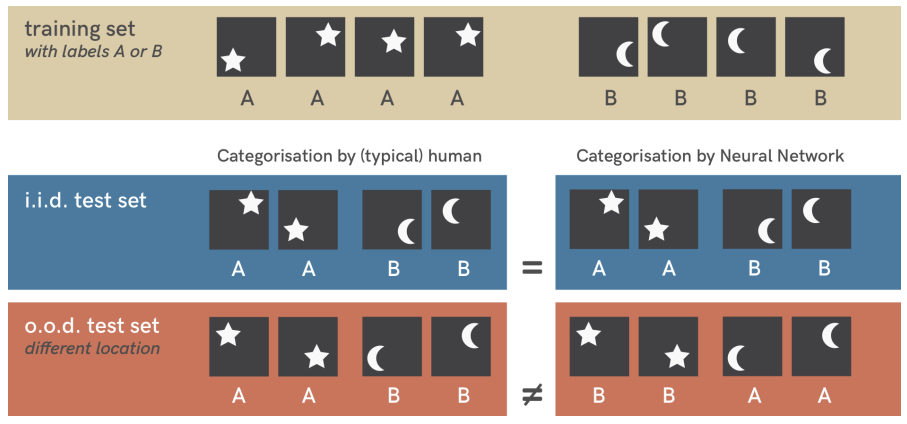 training set
with labels A or B
A A A A B B B B
Categorisation by (typical) human
Categorisation by Neural Network
i.i.d. test set
A A B B = A A B B
o.o.d. test set
different location
A A B B ≠ B B A A